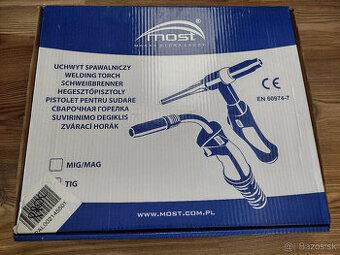 most
UCHWYT SPAWALNICZY
WELDING TORCH
SCHWEIßBRENNER
HEGESZTŐPISZTOLY
PISTOLET PENTRU SUDARE
СВАРОЧНАЯ ГОРЕЛКА
SUVIRINIMO DEGIKLIS
ZVÁRACÍ HORÁK
CE
EN 60974-7
MIG/MAG
TIG
WWW.MOST.COM.PL
Bazos.sk